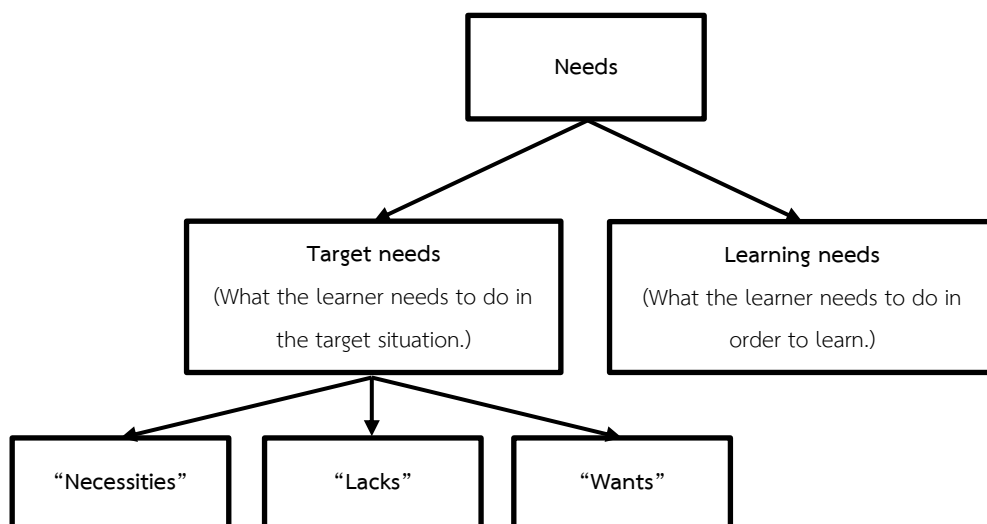 Needs
Target needs
(What the learner needs to do in
the target situation.)
Learning needs
(What the learner needs to do in
order to learn.)
“Necessities”
“Lacks”
“Wants”